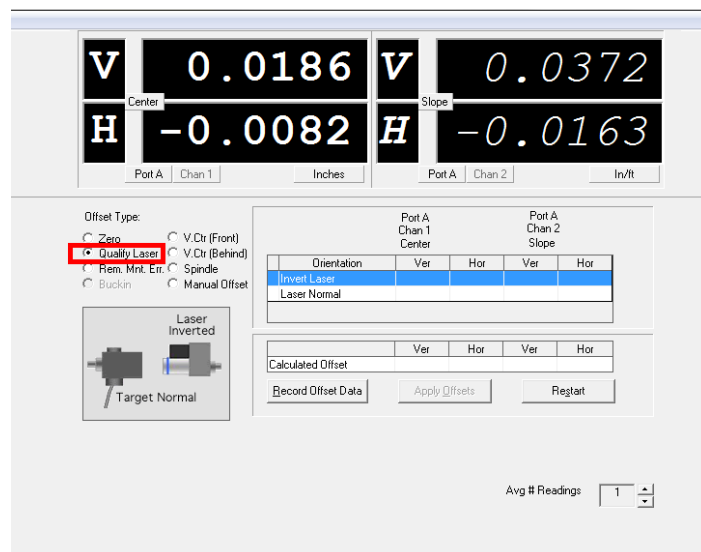 V 0.0186 V 0.0372
Center Slope
H -0.0082 H -0.0163
Port A Chan 1 Inches Port A Chan 2 In/ft
Offset Type:
Zero V.Ctr (Front)
Qualify Laser V.Ctr (Behind)
Rem. Mnt. Err. Spindle
Buckin Manual Offset
Laser
Inverted
Target Normal
Port A Port A
Chan 1 Chan 2
Center Slope
Orientation Ver Hor Ver Hor
Invert Laser
Laser Normal
Ver Hor Ver Hor
Calculated Offset
Record Offset Data Apply Offsets Restart
Avg # Readings 1